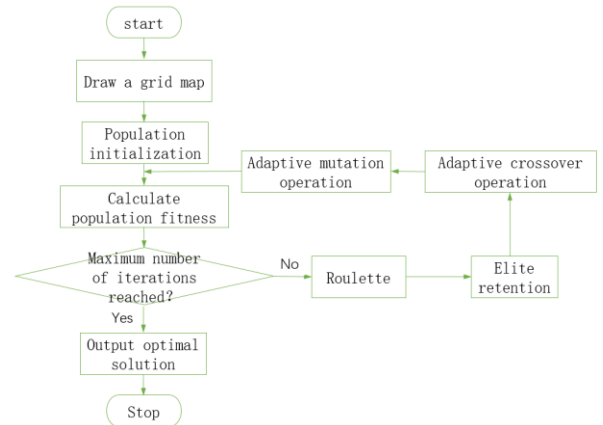 start
Draw a grid map
Population
initialization
Adaptive mutation
operation
Adaptive crossover
operation
Calculate
population fitness
Maximum number
of iterations
reached?
No
Roulette
Elite
retention
Yes
Output optimal
solution
Stop